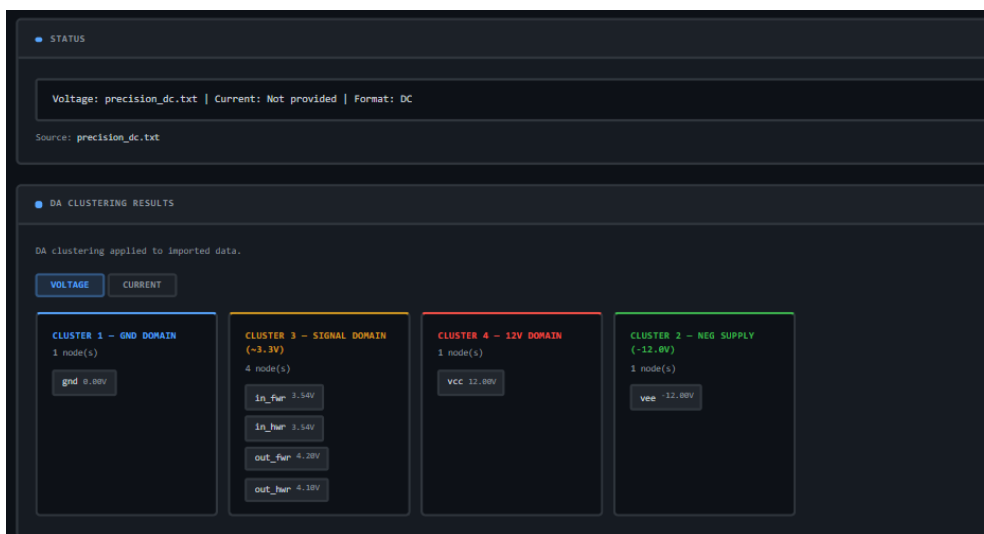 STATUS
Voltage: precision_dc.txt | Current: Not provided | Format: DC
Source: precision_dc.txt
DA CLUSTERING RESULTS
DA clustering applied to imported data.
VOLTAGE
CURRENT
CLUSTER 1 — GND DOMAIN
1 node(s)
gnd 0.00V
CLUSTER 3 — SIGNAL DOMAIN
(~3.3V)
4 node(s)
in_fwr 3.54V
in_hwr 3.54V
out_fwr 4.20V
out_hwr 4.10V
CLUSTER 4 — 12V DOMAIN
1 node(s)
vcc 12.00V
CLUSTER 2 — NEG SUPPLY
(-12.0V)
1 node(s)
vee -12.00V